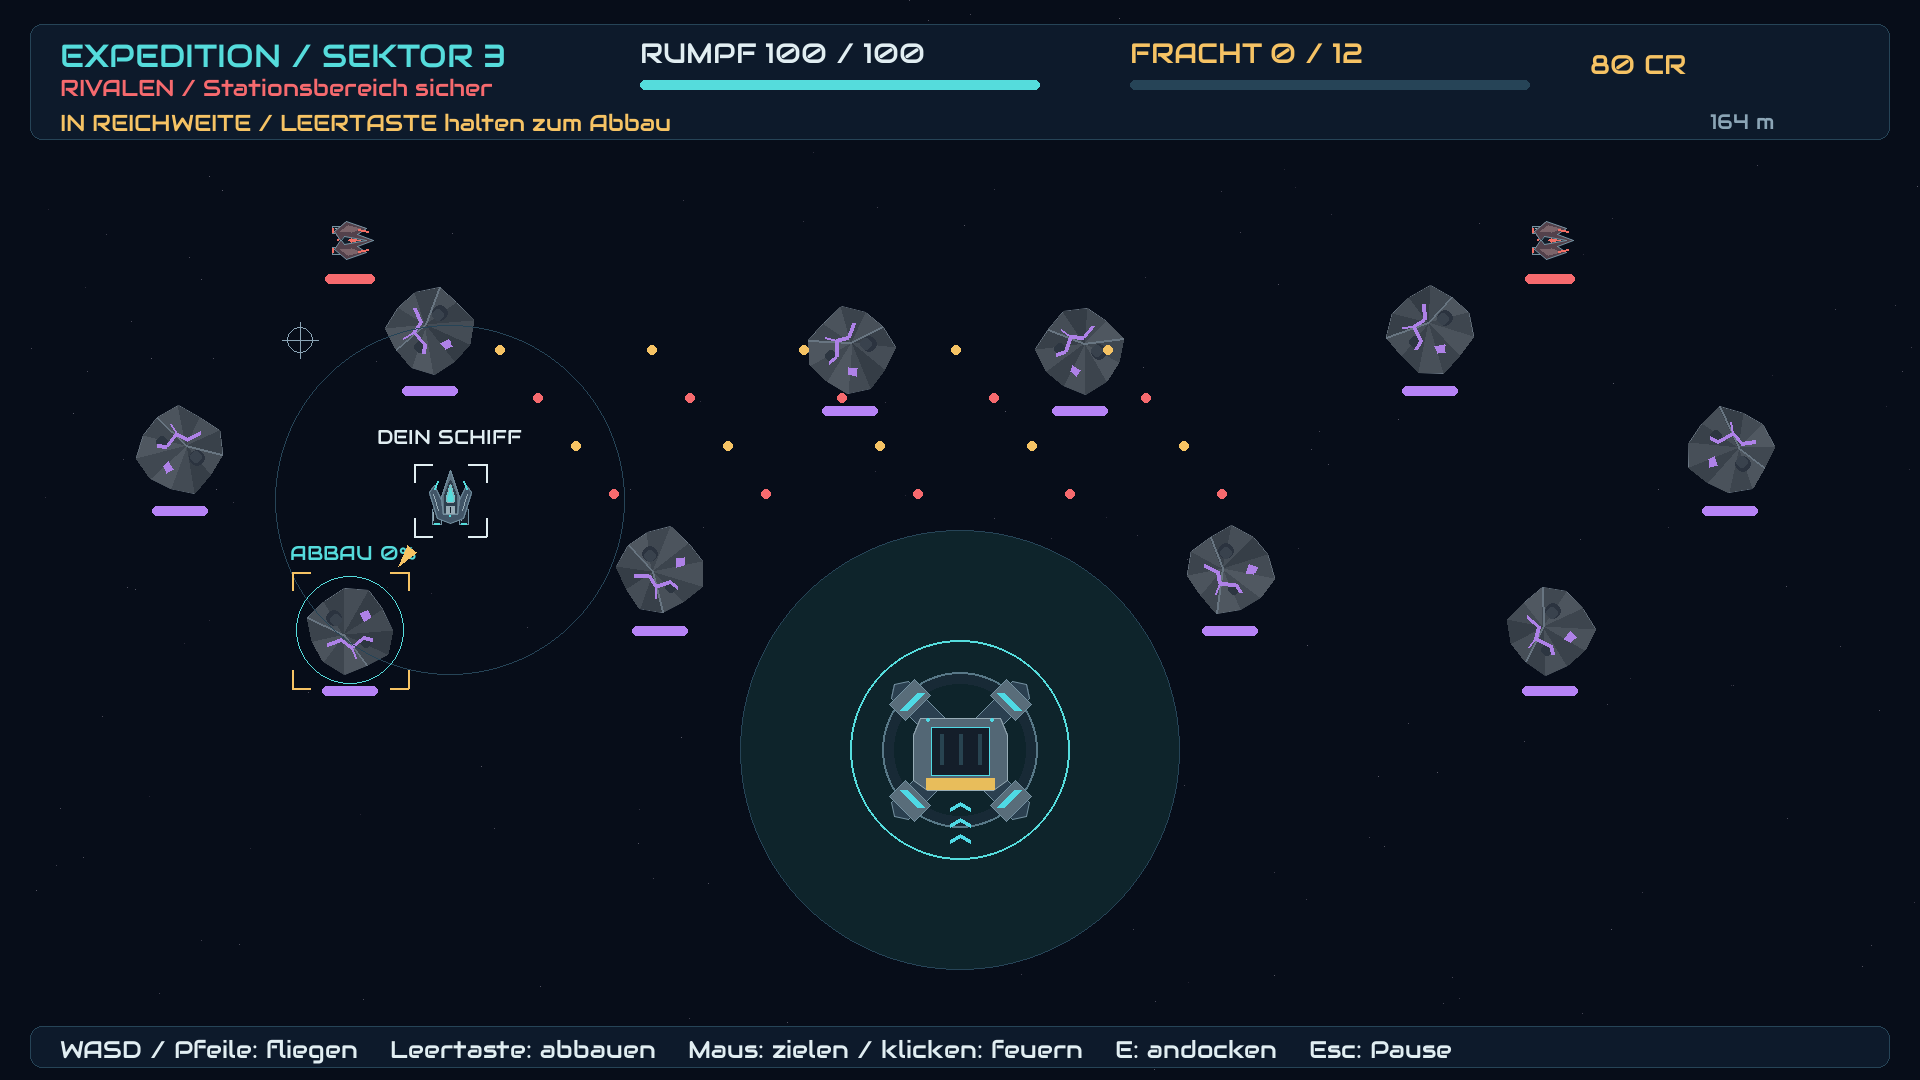 EXPEDITION / SEKTOR 3
RUMPF 100 / 100
FRACHT 0 / 12
80 CR
RIVALEN / Stationsbereich sicher
IN REICHWEITE / LEERTASTE halten zum Abbau
164 m
DEIN SCHIFF
ABBAU 0%
WASD / Pfeile: fliegen Leertaste: abbauen Maus: zielen / klicken: feuern E: andocken Esc: Pause